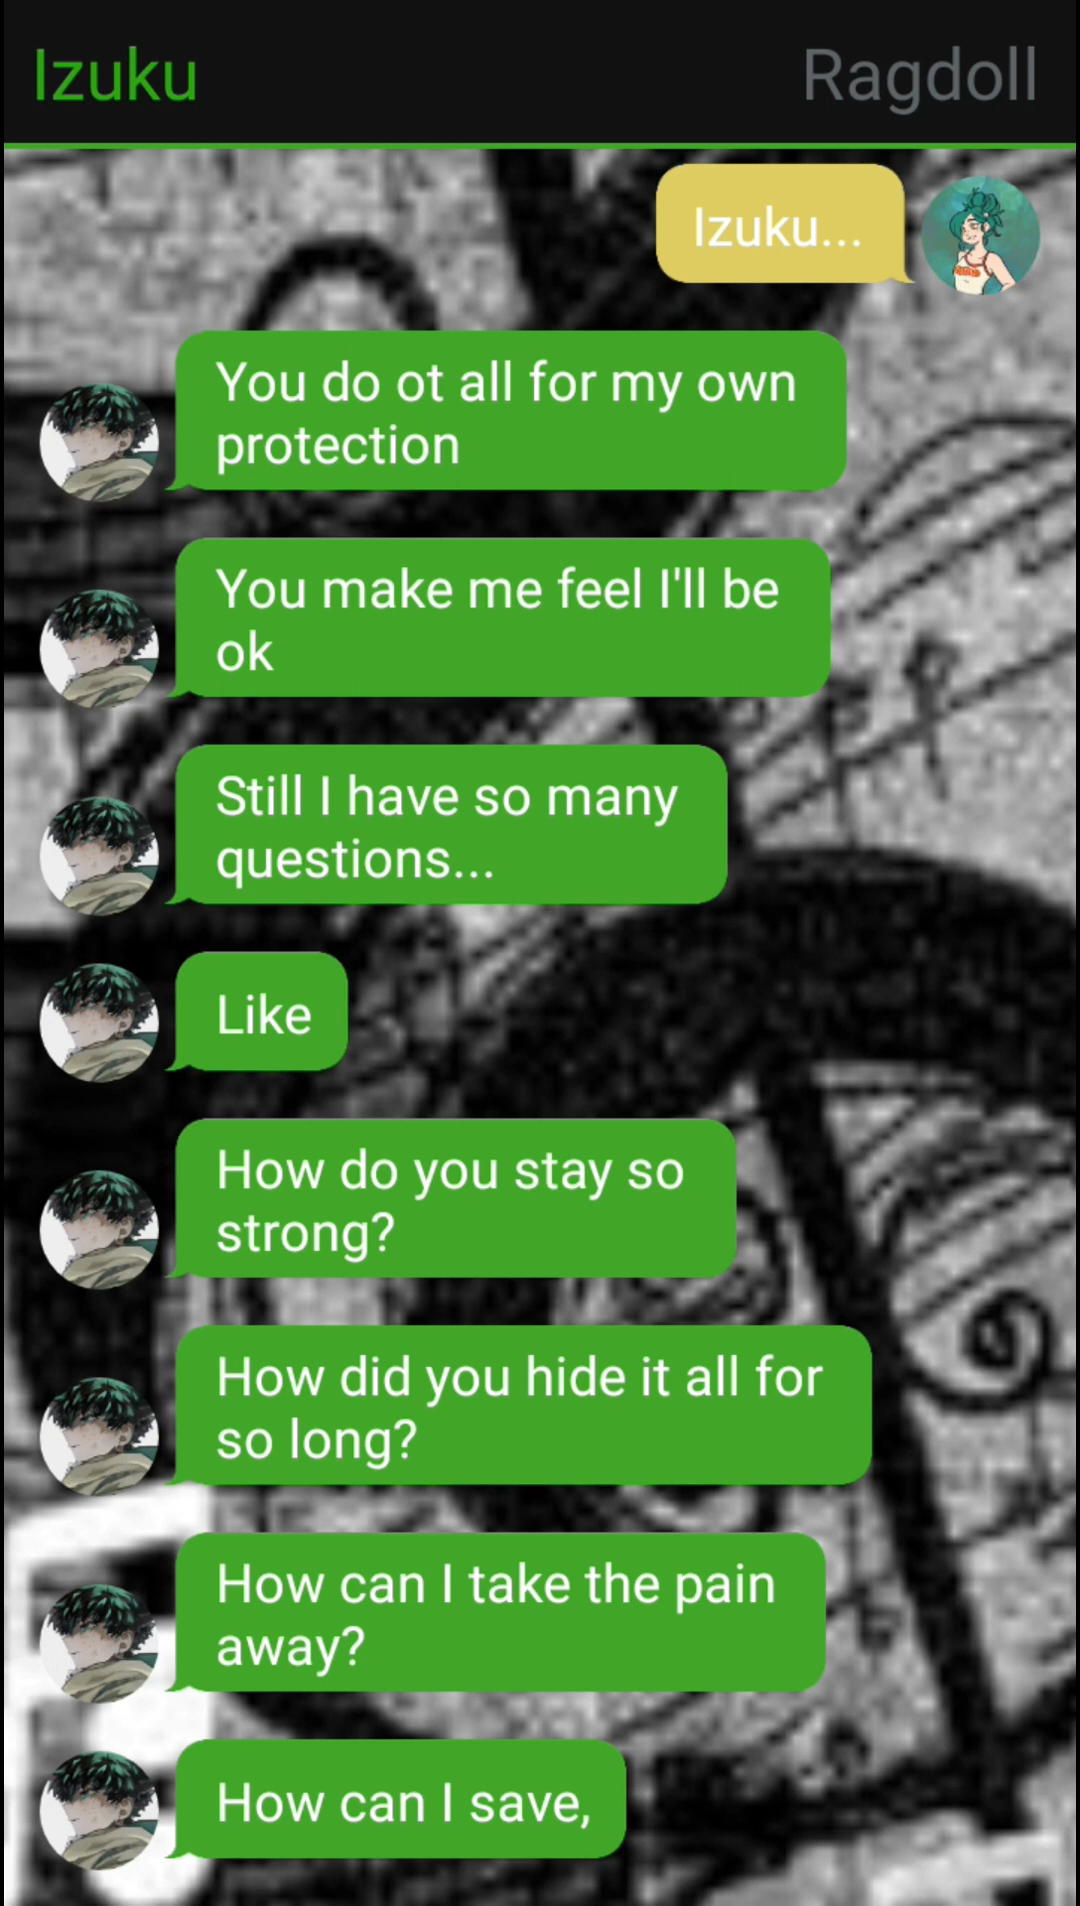 Izuku
Ragdoll
Izuku...
You do ot all for my own
protection
You make me feel I'll be
ok
Still I have so many
questions...
Like
How do you stay so
strong?
How did you hide it all for
so long?
How can I take the pain
away?
How can I save,